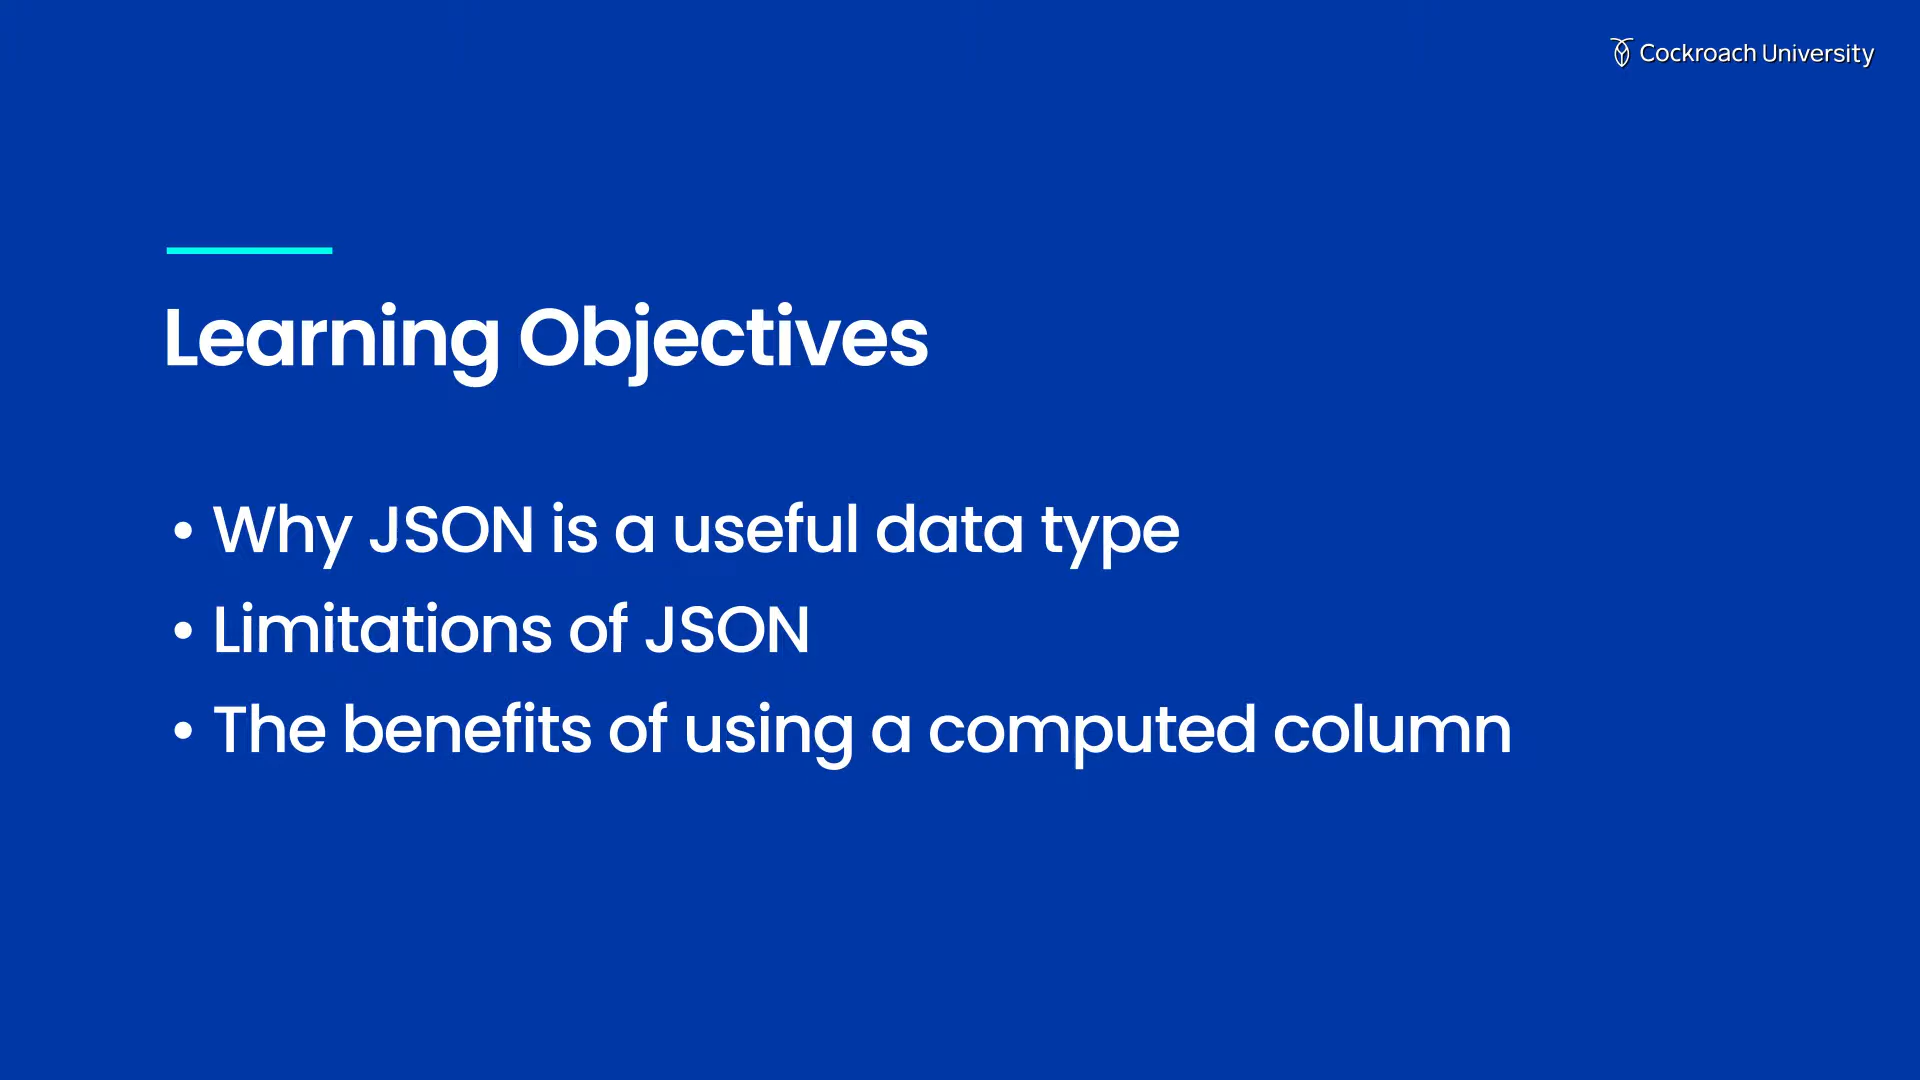 Cockroach University
Learning Objectives
• Why JSON is a useful data type
• Limitations of JSON
• The benefits of using a computed column